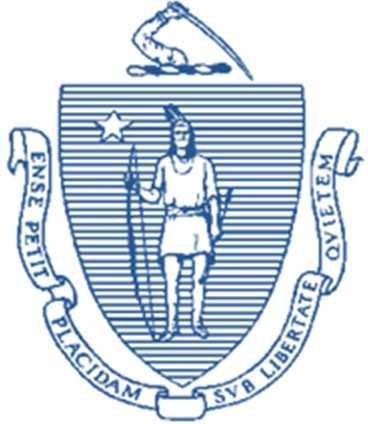 ENSE PETIT
PLACIDAM
SVB LIBERTATE
QVIETEM